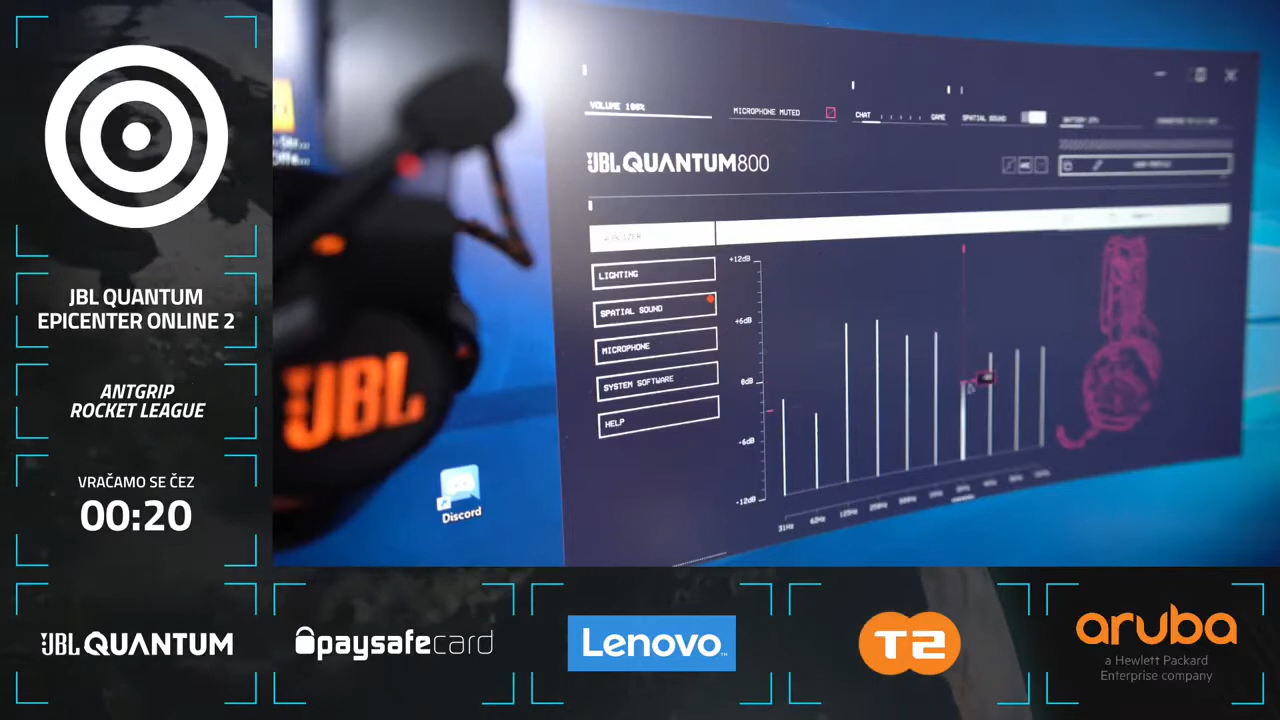 JBL QUANTUM
EPICENTER ONLINE 2
ANTGRIP
ROCKET LEAGUE
VRAČAMO SE ČEZ
00:20
VOLUME 100%
MICROPHONE MUTED
CHAT
GAME
SPATIAL SOUND
JBL QUANTUM800
LIGHTING
SPATIAL SOUND
MICROPHONE
SYSTEM SOFTWARE
HELP
+12dB
+6dB
0dB
-6dB
-12dB
31Hz
62Hz
125Hz
250Hz
JBL
Discord
JBL QUANTUM
paysafecard
Lenovo
T2
aruba
a Hewlett Packard
Enterprise company